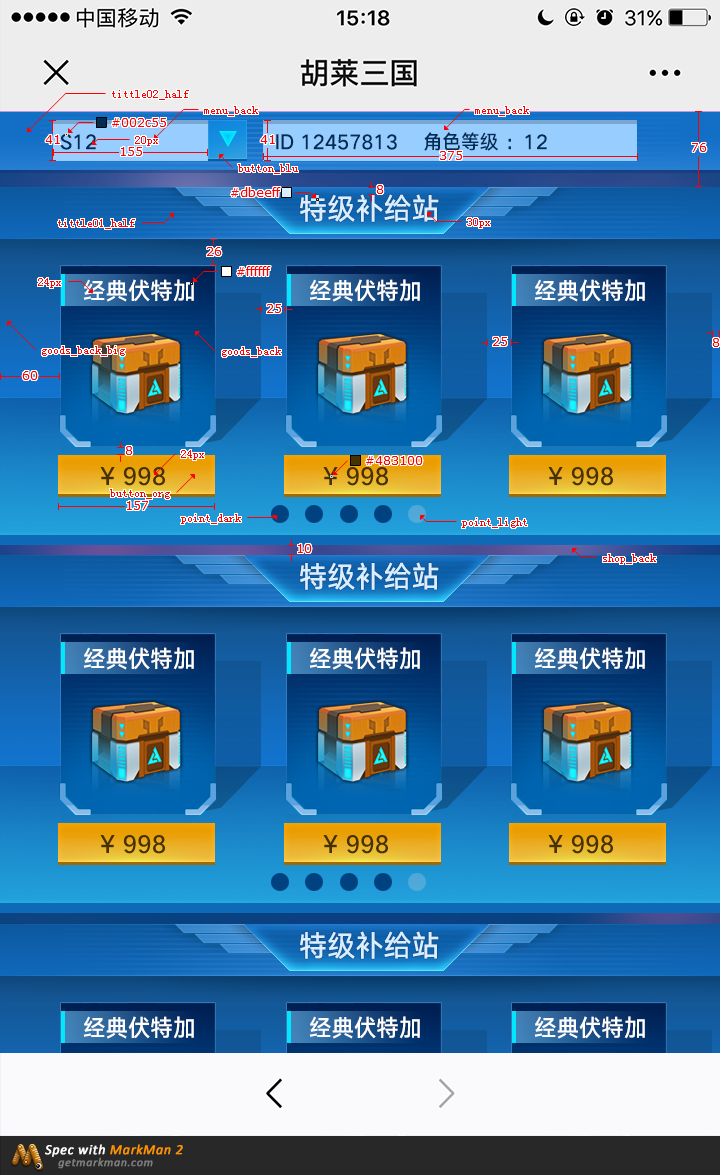 中国移动 15:18 31%
胡莱三国
tittle02_half
#002c55 menu_back menu_back
41 S12 20px 41 ID 12457813 角色等级 : 12
155 375 76
button_blu
#dbeeff 8
特级补给站
tittle01_half 30px
26
#ffffff
24px 经典伏特加 经典伏特加 经典伏特加
25
25 8
goods_back_big goods_back
60
8 24px #483100
¥ 998 ¥ 998 ¥ 998
button_org
157
point_dark point_light
10
shop_back
特级补给站
经典伏特加 经典伏特加 经典伏特加
¥ 998 ¥ 998 ¥ 998
特级补给站
经典伏特加 经典伏特加 经典伏特加
Spec with MarkMan 2
getmarkman.com